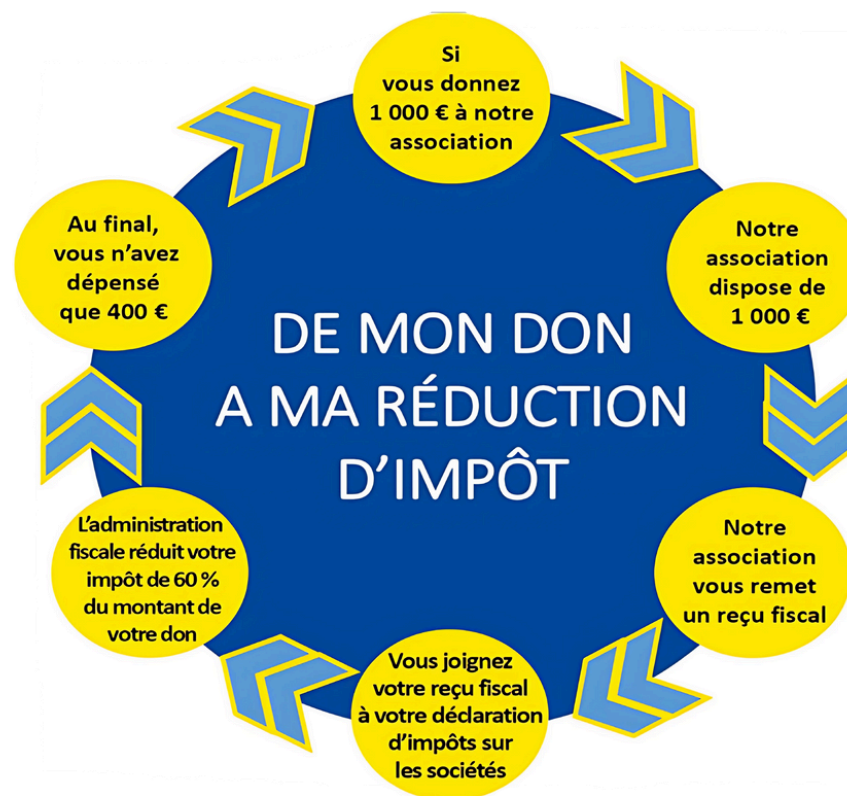 Si
vous donnez
1 000 € à notre
association
Notre
association
dispose de
1 000 €
Notre
association
vous remet
un reçu fiscal
Vous joignez
votre reçu fiscal
à votre déclaration
d'impôts sur
les sociétés
L'administration
fiscale réduit votre
impôt de 60 %
du montant de
votre don
Au final,
vous n'avez
dépensé
que 400 €
DE MON DON
A MA RÉDUCTION
D'IMPÔT